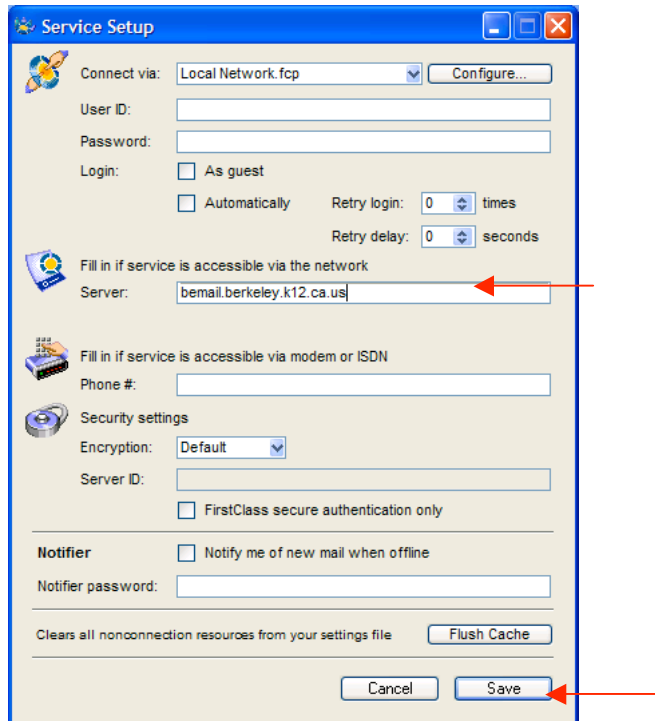 Service Setup
Connect via: Local Network.fcp Configure...
User ID:
Password:
Login: As guest
Automatically Retry login: 0 times
Retry delay: 0 seconds
Fill in if service is accessible via the network
Server: bemail.berkeley.k12.ca.us
Fill in if service is accessible via modem or ISDN
Phone #:
Security settings
Encryption: Default
Server ID:
FirstClass secure authentication only
Notifier Notify me of new mail when offline
Notifier password:
Clears all nonconnection resources from your settings file Flush Cache
Cancel Save